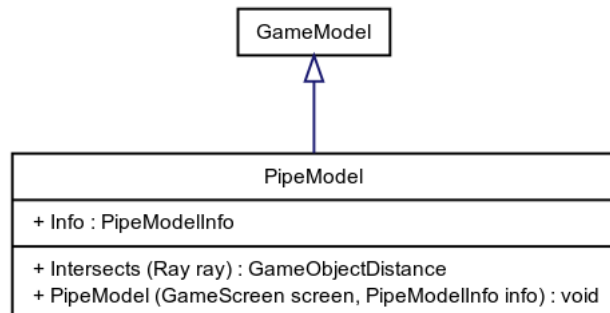 GameModel
PipeModel
+ Info : PipeModelInfo
+ Intersects (Ray ray) : GameObjectDistance
+ PipeModel (GameScreen screen, PipeModelInfo info) : void